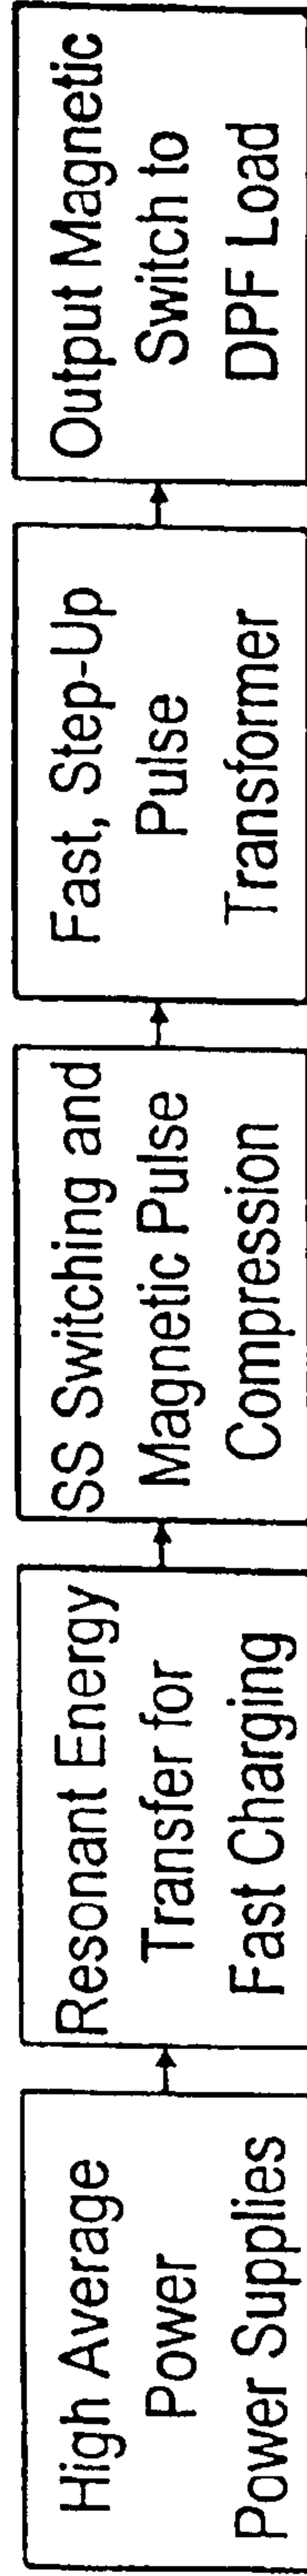 High Average
Power
Power Supplies
Resonant Energy
Transfer for
Fast Charging
SS Switching and
Magnetic Pulse
Compression
Fast, Step-Up
Pulse
Transformer
Output Magnetic
Switch to
DPF Load